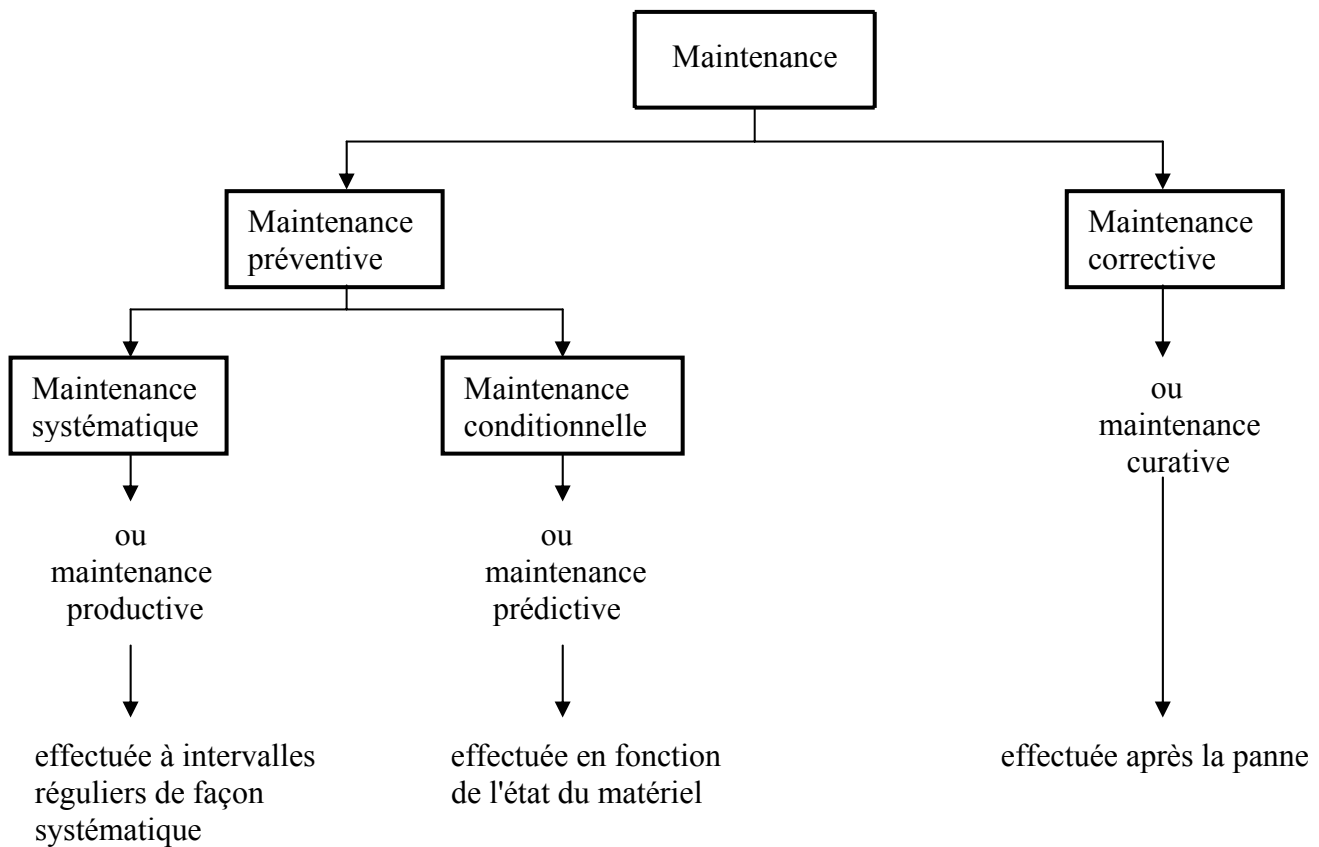 Maintenance
Maintenance
préventive
Maintenance
corrective
Maintenance
systématique
Maintenance
conditionnelle
ou
maintenance
curative
ou
maintenance
productive
ou
maintenance
prédictive
effectuée à intervalles
réguliers de façon
systématique
effectuée en fonction
de l'état du matériel
effectuée après la panne